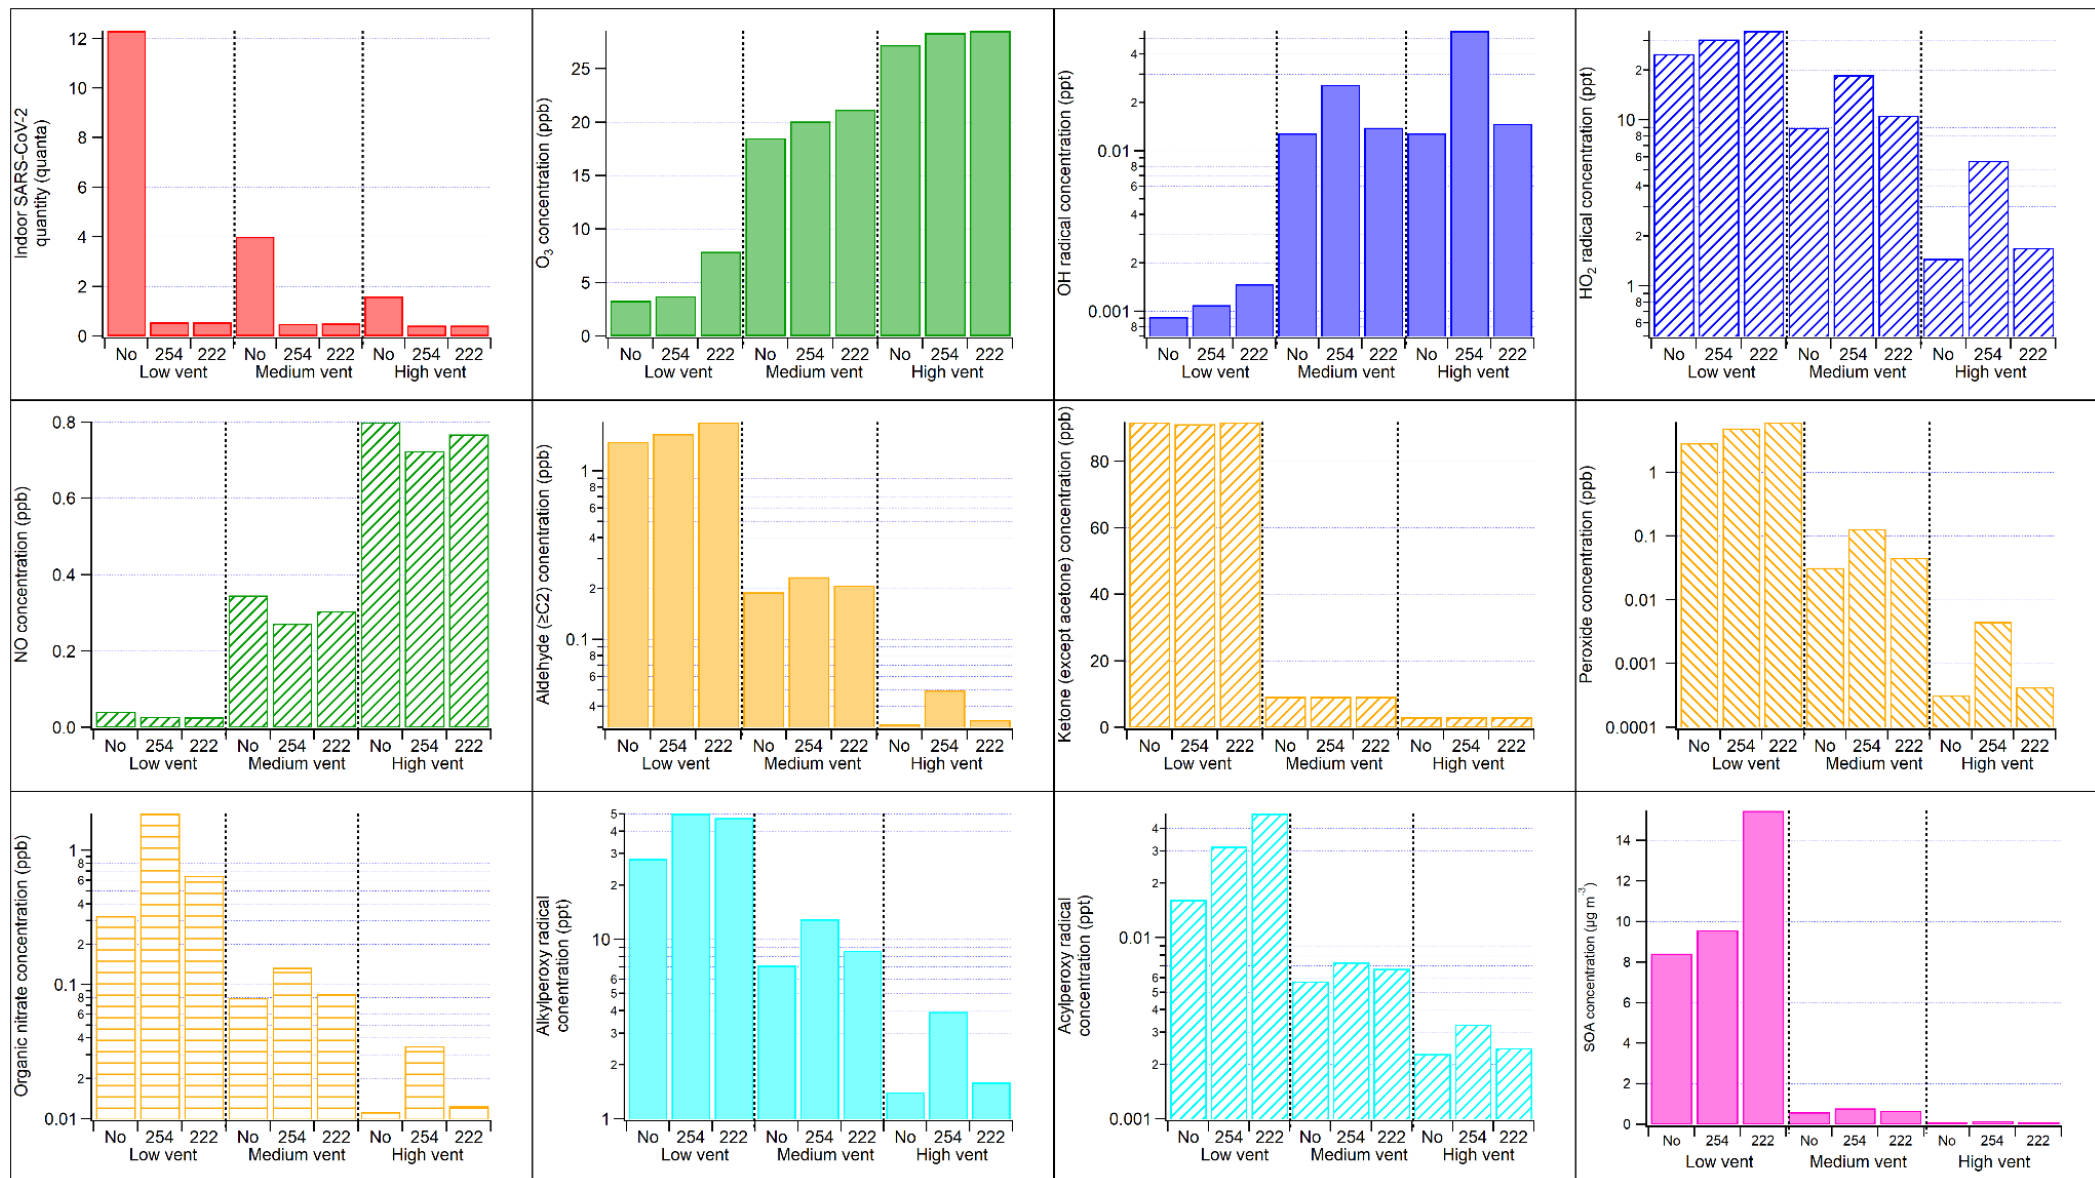 Indoor SARS-CoV-2
quantity (quanta)
12
10
8
6
4
2
0
No 254 222 No 254 222 No 254 222
Low vent Medium vent High vent
O3 concentration (ppb)
25
20
15
10
5
0
No 254 222 No 254 222 No 254 222
Low vent Medium vent High vent
OH radical concentration (ppt)
4
2
0.01
8
6
4
2
0.001
8
No 254 222 No 254 222 No 254 222
Low vent Medium vent High vent
HO2 radical concentration (ppt)
2
10
8
6
4
2
1
8
6
No 254 222 No 254 222 No 254 222
Low vent Medium vent High vent
NO concentration (ppb)
0.8
0.6
0.4
0.2
0.0
No 254 222 No 254 222 No 254 222
Low vent Medium vent High vent
Aldehyde (≥C2) conentration (ppb)
1
8
6
4
2
0.1
8
6
4
No 254 222 No 254 222 No 254 222
Low vent Medium vent High vent
Ketone (except acetone) concentration (ppb)
80
60
40
20
0
No 254 222 No 254 222 No 254 222
Low vent Medium vent High vent
Peroxide concentration (ppb)
1
0.1
0.01
0.001
0.0001
No 254 222 No 254 222 No 254 222
Low vent Medium vent High vent
Organic nitrate concentration (ppb)
1
8
6
4
2
0.1
8
6
4
2
0.01
No 254 222 No 254 222 No 254 222
Low vent Medium vent High vent
Alkylperoxy radical
conentration (ppt)
5
4
3
2
10
9
8
7
6
5
4
3
2
1
No 254 222 No 254 222 No 254 222
Low vent Medium vent High vent
Acylperoxy radical
concentration (ppt)
4
3
2
0.01
8
6
5
4
3
2
0.001
No 254 222 No 254 222 No 254 222
Low vent Medium vent High vent
SOA concentration (µg m-3)
14
12
10
8
6
4
2
0
No 254 222 No 254 222 No 254 222
Low vent Medium vent High vent